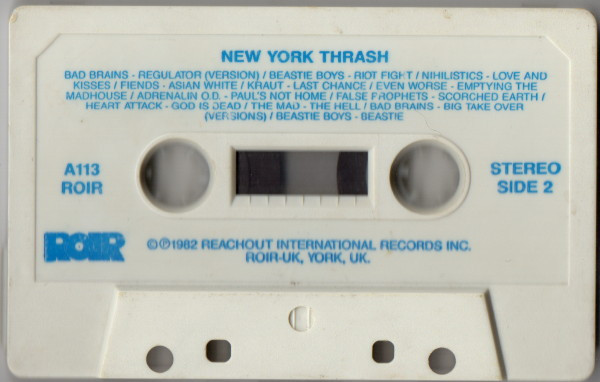 NEW YORK THRASH
BAD BRAINS - REGULATOR (VERSION) / BEASTIE BOYS - RIOT FIGHT / NIHILISTICS - LOVE AND
KISSES / FIENDS - ASIAN WHITE / KRAUT - LAST CHANCE / EVEN WORSE - EMPTYING THE
MADHOUSE / ADRENALIN O.D. - PAUL'S NOT HOME / FALSE PROPHETS - SCORCHED EARTH /
HEART ATTACK - GOD IS DEAD / THE MAD - THE HELL / BAD BRAINS - BIG TAKE OVER
(VERSIONS) / BEASTIE BOYS - BEASTIE
A113
ROIR
STEREO
SIDE 2
ROIR
©℗1982 REACHOUT INTERNATIONAL RECORDS INC.
ROIR-UK, YORK, UK.